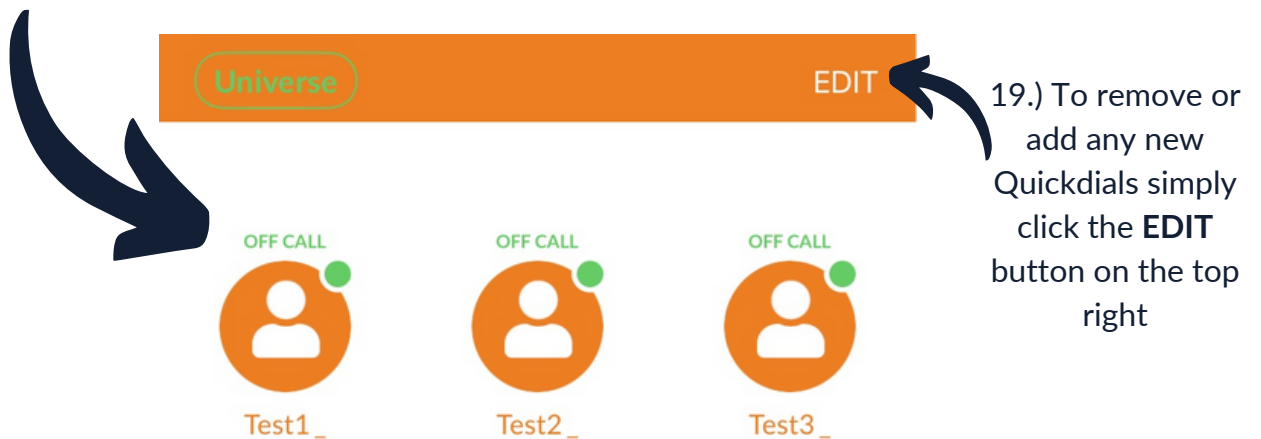 Universe
EDIT
19.) To remove or
add any new
Quickdials simply
click the EDIT
button on the top
right
OFF CALL
OFF CALL
OFF CALL
Test1 _
Test2 _
Test3 _